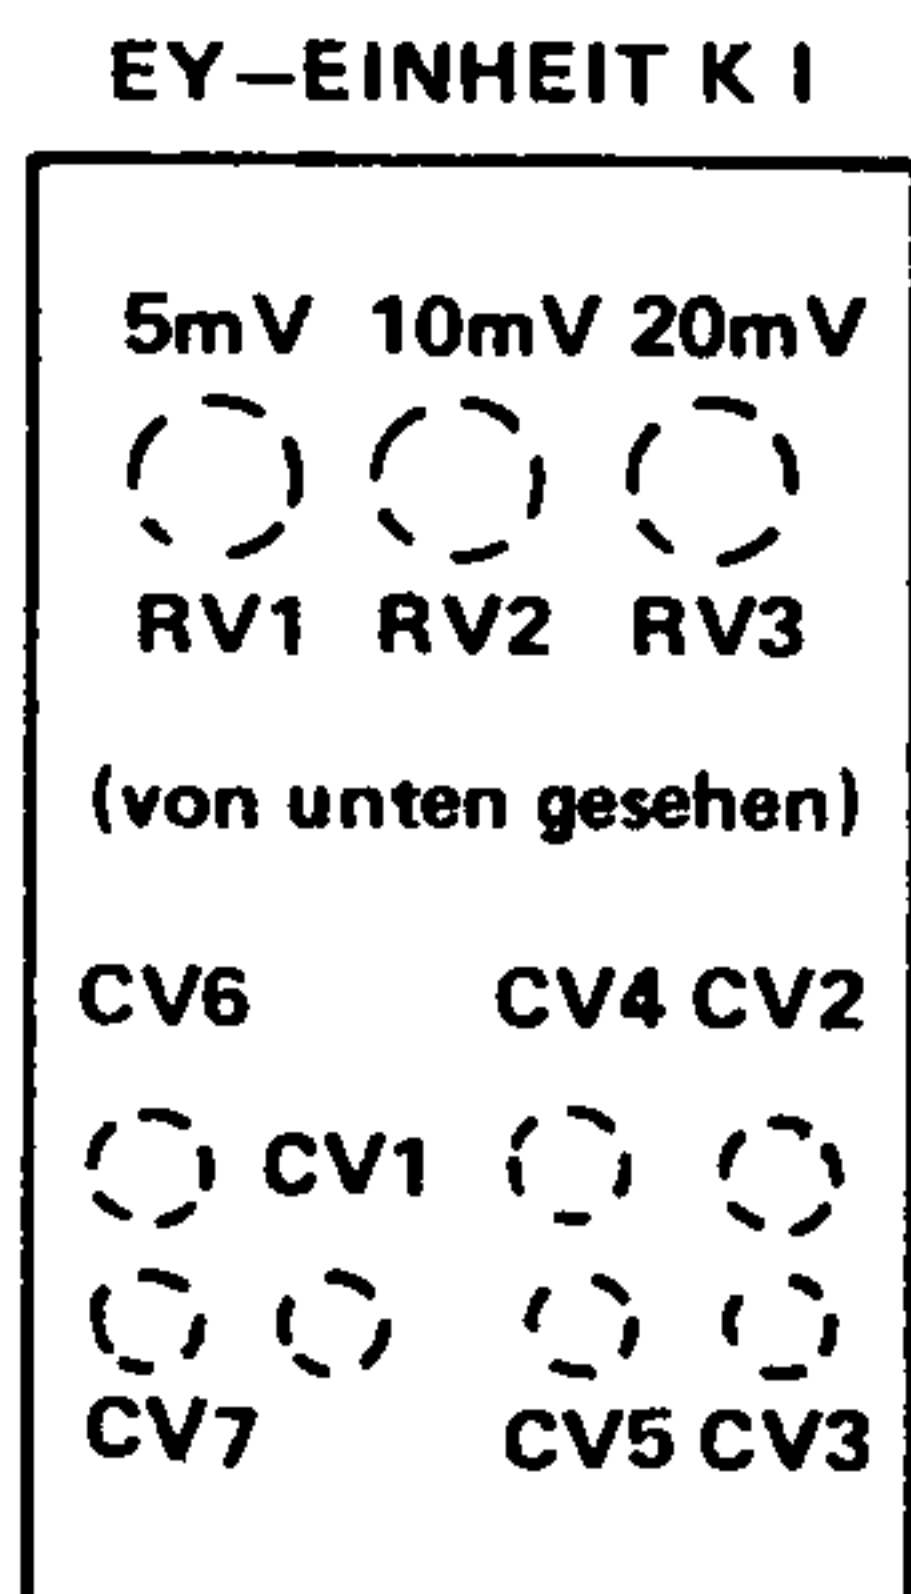 EY–EINHEIT K I
5mV 10mV 20mV
RV1 RV2 RV3
(von unten gesehen)
CV6 CV4 CV2
CV1
CV7 CV5 CV3